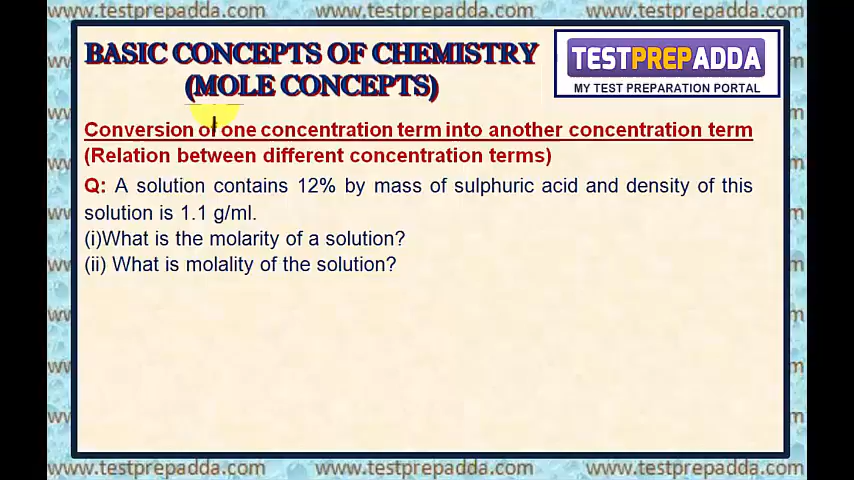 www.testprepadda.com www.testprepadda.com www.testprepadda.com
BASIC CONCEPTS OF CHEMISTRY
(MOLE CONCEPTS)
TESTPREPADDA
MY TEST PREPARATION PORTAL
Conversion of one concentration term into another concentration term
(Relation between different concentration terms)
Q: A solution contains 12% by mass of sulphuric acid and density of this
solution is 1.1 g/ml.
(i)What is the molarity of a solution?
(ii) What is molality of the solution?
www.testprepadda.com www.testprepadda.com www.testprepadda.com